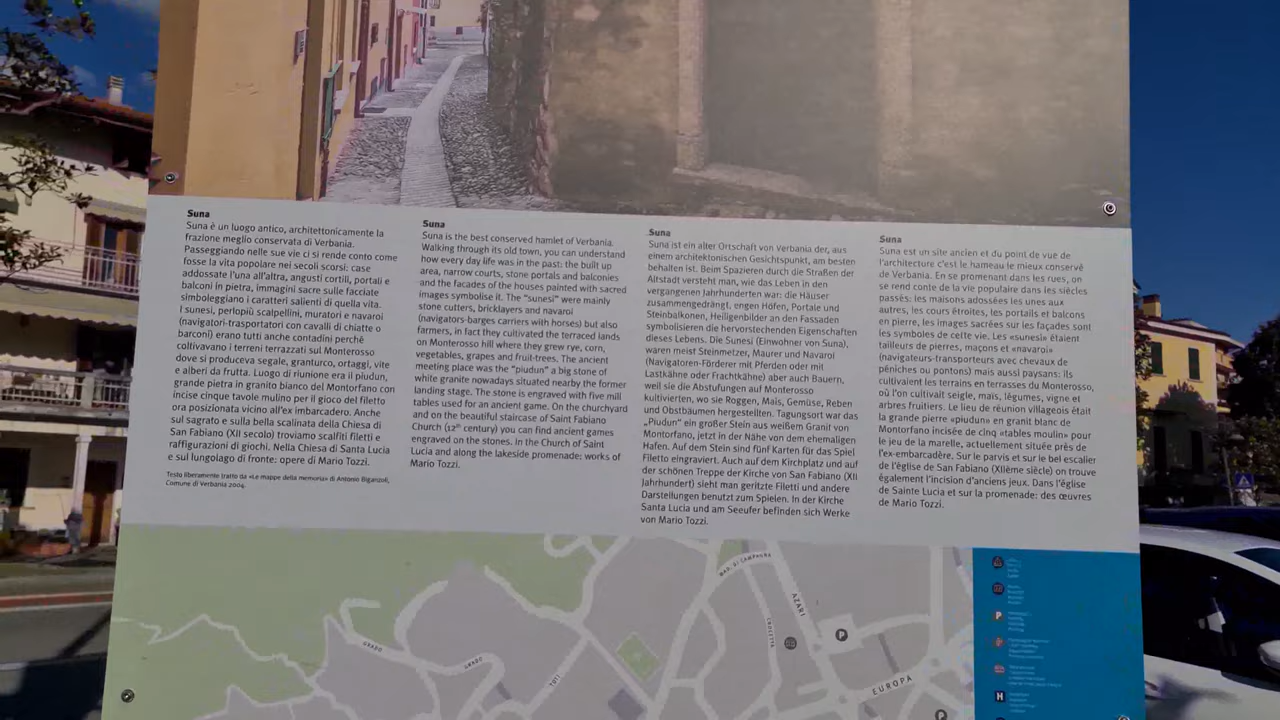 Suna
Suna è un luogo antico, architettonicamente la
frazione meglio conservata di Verbania.
Passeggiando nelle sue vie ci si rende conto come
fosse la vita popolare nei secoli scorsi: case
addossate l'una all'altra, angusti cortili, portali e
balconi in pietra, immagini sacre sulle facciate
simboleggiano i caratteri salienti di quella vita.
I sunesi, perlopiù scalpellini, muratori e navaroi
(navigatori-trasportatori con cavalli di chiatte o
barconi) erano tutti anche contadini perchè
coltivavano i terreni terrazzati sul Monterosso
dove si produceva segale, granturco, ortaggi, vite
e alberi da frutta. Luogo di riunione era il piudun,
grande pietra in granito bianco del Montorfano con
incise cinque tavole mulino per il gioco del filetto
ora posizionata vicino all'ex imbarcadero. Anche
sul sagrato e sulla bella scalinata della Chiesa di
San Fabiano (XII secolo) troviamo scalfiti filetti e
raffigurazioni di giochi. Nella Chiesa di Santa Lucia
e sul lungolago di fronte: opere di Mario Tozzi.
Testo liberamente tratto da «Le mappe della memoria» di Antonio Biganzoli,
Comune di Verbania 2004.
Suna
Suna is the best conserved hamlet of Verbania.
Walking through its old town, you can understand
how every day life was in the past: the built up
area, narrow courts, stone portals and balconies
and the facades of the houses painted with sacred
images symbolise it. The “sunesi” were mainly
stone cutters, bricklayers and navaroi
(navigators-barges carriers with horses) but also
farmers, in fact they cultivated the terraced lands
on Monterosso hill where they grew rye, corn,
vegetables, grapes and fruit-trees. The ancient
meeting place was the “piudun” a big stone of
white granite nowadays situated nearby the former
landing stage. The stone is engraved with five mill
tables used for an ancient game. On the churchyard
and on the beautiful staircase of Saint Fabiano
Church (12th century) you can find ancient games
engraved on the stones. In the Church of Saint
Lucia and along the lakeside promenade: works of
Mario Tozzi.
Suna
Suna ist ein alter Ortschaft von Verbania der, aus
einem architektonischen Gesichtspunkt, am besten
behalten ist. Beim Spazieren durch die Straßen der
Altstadt versteht man, wie das Leben in den
vergangenen Jahrhunderten war: die Häuser
zusammengedrängt, engen Höfen, Portale und
Steinbalkonen, Heiligenbilder an den Fassaden
symbolisieren die hervorstechenden Eigenschaften
dieses Lebens. Die Sunesi (Einwohner von Suna),
waren meist Steinmetzer, Maurer und Navaroi
(Navigatoren-Förderer mit Pferden oder mit
Lastkähne oder Frachtkähne) aber auch Bauern,
weil sie die Abstufungen auf Monterosso
kultivierten, wo sie Roggen, Mais, Gemüse, Reben
und Obstbäumen hergestellten. Tagungsort war das
„Piudun“ ein großer Stein aus weißem Granit von
Montorfano, jetzt in der Nähe von dem ehemaligen
Hafen. Auf dem Stein sind fünf Karten für das Spiel
Filetto eingraviert. Auch auf dem Kirchplatz und auf
der schönen Treppe der Kirche von San Fabiano (XII
Jahrhundert) sieht man geritzte Filetti und andere
Darstellungen benutzt zum Spielen. In der Kirche
Santa Lucia und am Seeufer befinden sich Werke
von Mario Tozzi.
Suna
Suna est un site ancien et du point de vue de
l'architecture c'est le hameau le mieux conservé
de Verbania. En se promenant dans les rues, on
se rend conte de la vie populaire dans les siècles
passés: les maisons adossées les unes aux
autres, les cours étroites, les portails et balcons
en pierre, les images sacrées sur les façades sont
les symboles de cette vie. Les «sunesi» étaient
tailleurs de pierres, maçons et «navaroi»
(navigateurs-transporteurs avec chevaux de
péniches ou pontons) mais aussi paysans: ils
cultivaient les terrains en terrasses du Monterosso,
où l'on cultivait seigle, mais, légumes, vigne et
arbres fruitiers. Le lieu de réunion villageois était
la grande pierre «piudun» en granit blanc de
Montorfano incisée de cinq «tables moulin» pour
le jeu de la marelle, actuellement située près de
l'ex-embarcadère. Sur le parvis et sur le bel escalier
de l'église de San Fabiano (XIIème siècle) on trouve
également l'incision d'anciens jeux. Dans l'église
de Sainte Lucia et sur la promenade: des œuvres
de Mario Tozzi.
MAD. DI CAMPAGNA
AZARI
CROSETTA
P
GRADO
GRADO
TOTI
EUROPA
P
P
H